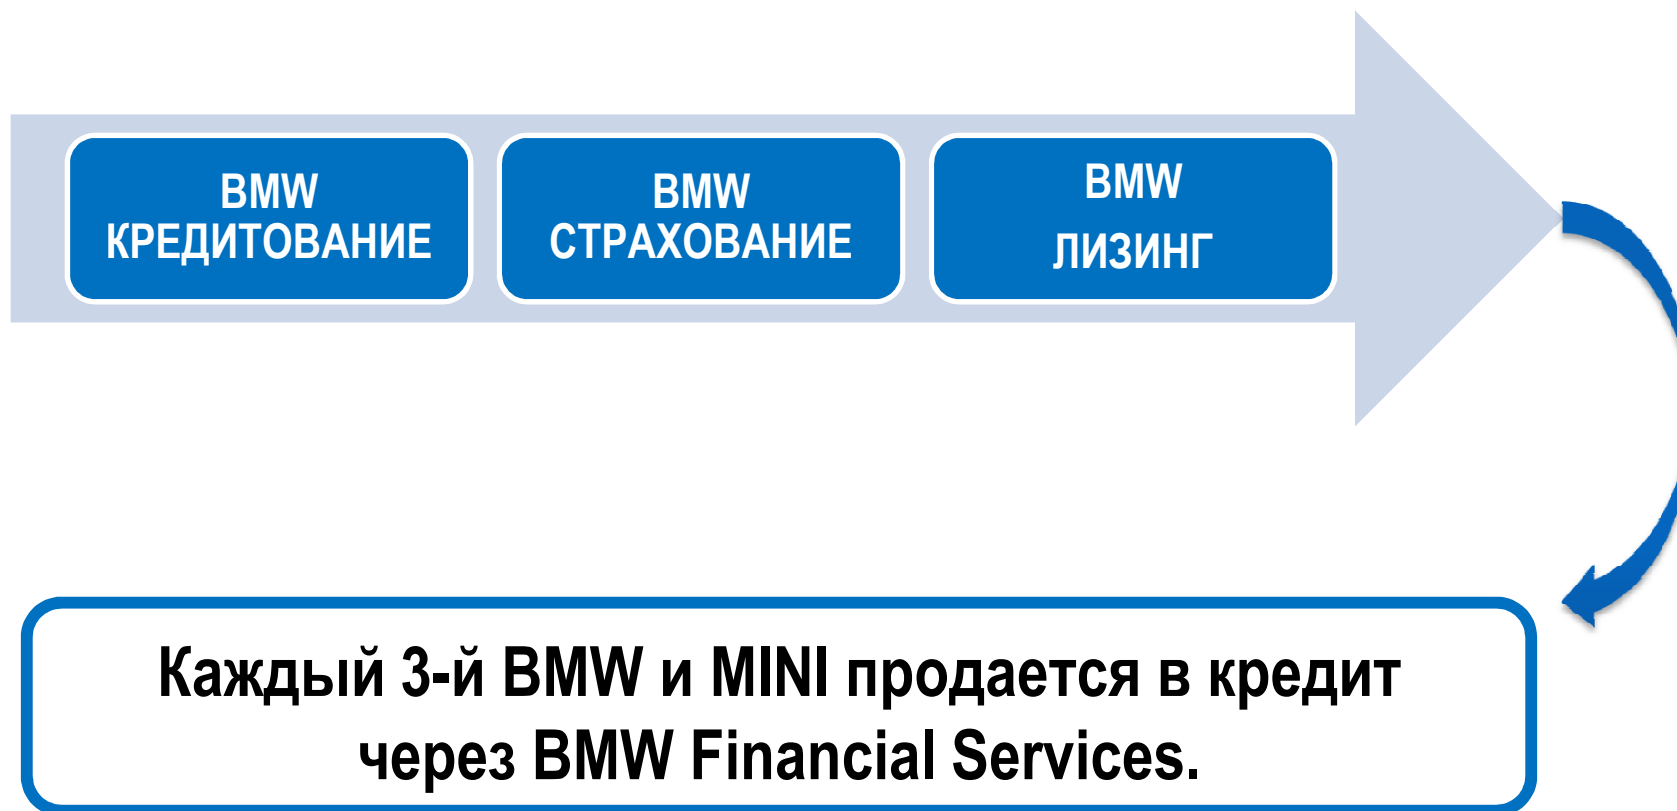 BMW
КРЕДИТОВАНИЕ
BMW
СТРАХОВАНИЕ
BMW
ЛИЗИНГ
Каждый 3-й BMW и MINI продается в кредит
через BMW Financial Services.